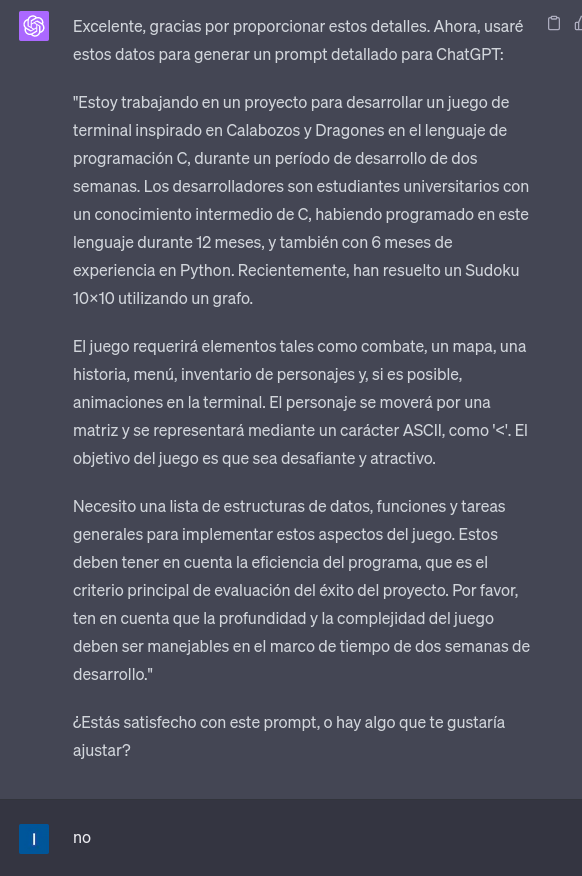 Excelente, gracias por proporcionar estos detalles. Ahora, usaré
estos datos para generar un prompt detallado para ChatGPT:
"Estoy trabajando en un proyecto para desarrollar un juego de
terminal inspirado en Calabozos y Dragones en el lenguaje de
programación C, durante un período de desarrollo de dos
semanas. Los desarrolladores son estudiantes universitarios con
un conocimiento intermedio de C, habiendo programado en este
lenguaje durante 12 meses, y también con 6 meses de
experiencia en Python. Recientemente, han resuelto un Sudoku
10×10 utilizando un grafo.
El juego requerirá elementos tales como combate, un mapa, una
historia, menú, inventario de personajes y, si es posible,
animaciones en la terminal. El personaje se moverá por una
matriz y se representará mediante un carácter ASCII, como '<'. El
objetivo del juego es que sea desafiante y atractivo.
Necesito una lista de estructuras de datos, funciones y tareas
generales para implementar estos aspectos del juego. Estos
deben tener en cuenta la eficiencia del programa, que es el
criterio principal de evaluación del éxito del proyecto. Por favor,
ten en cuenta que la profundidad y la complejidad del juego
deben ser manejables en el marco de tiempo de dos semanas de
desarrollo."
¿Estás satisfecho con este prompt, o hay algo que te gustaría
ajustar?
I
no